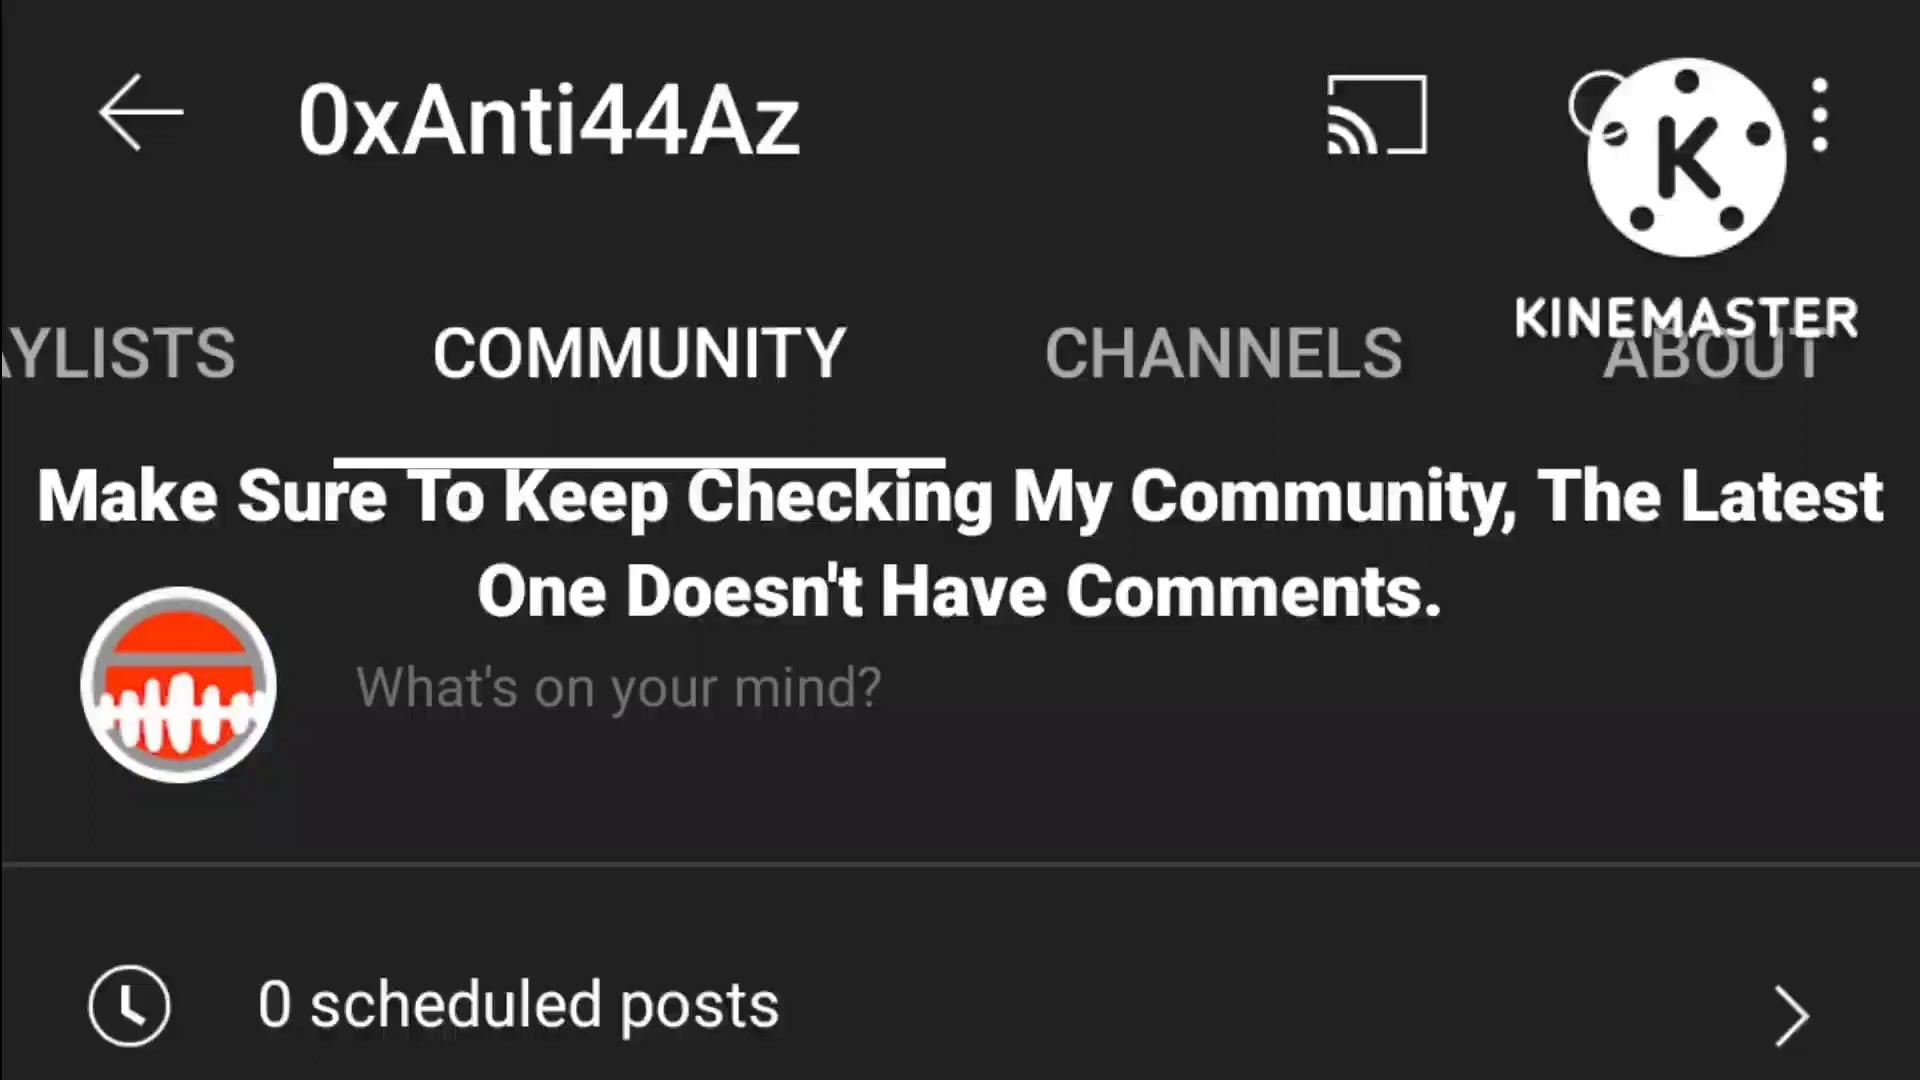 0xAnti44Az
K
KINEMASTER
AYLISTS COMMUNITY CHANNELS ABOUT
Make Sure To Keep Checking My Community, The Latest
One Doesn't Have Comments.
What's on your mind?
0 scheduled posts